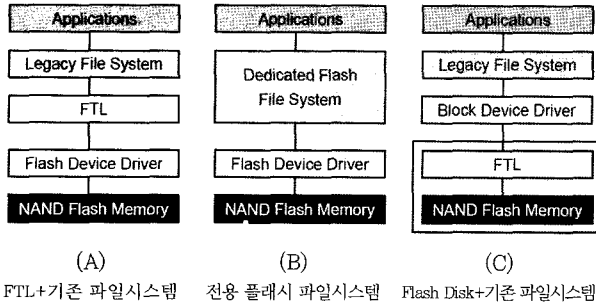 Applications
Legacy File System
FTL
Flash Device Driver
NAND Flash Memory
(A)
FTL+기존 파일시스템
Applications
Dedicated Flash
File System
Flash Device Driver
NAND Flash Memory
(B)
전용 플래시 파일시스템
Applications
Legacy File System
Block Device Driver
FTL
NAND Flash Memory
(C)
Flash Disk+기존 파일시스템